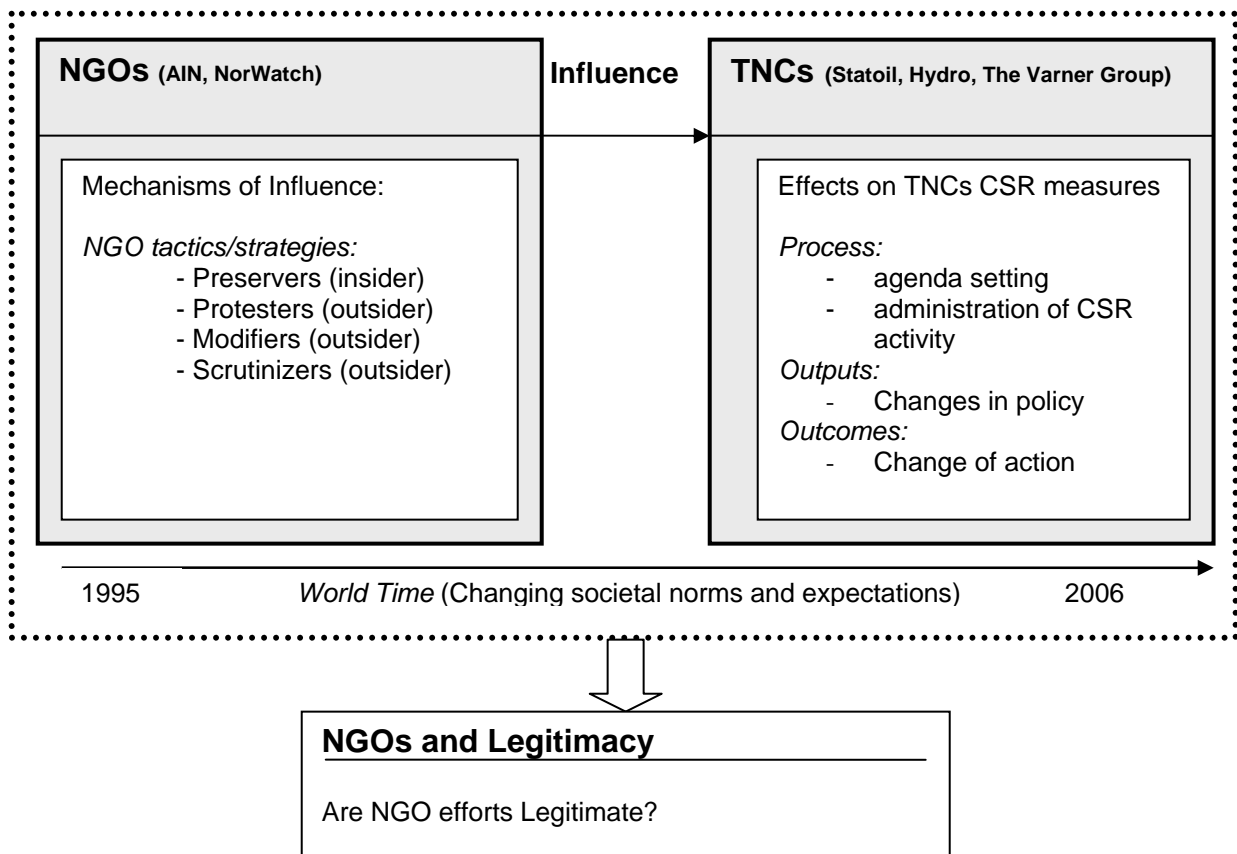 NGOs (AIN, NorWatch)
Influence
TNCs (Statoil, Hydro, The Varner Group)
Mechanisms of Influence:
NGO tactics/strategies:
- Preservers (insider)
- Protesters (outsider)
- Modifiers (outsider)
- Scrutinizers (outsider)
Effects on TNCs CSR measures
Process:
- agenda setting
- administration of CSR
activity
Outputs:
- Changes in policy
Outcomes:
- Change of action
1995 World Time (Changing societal norms and expectations) 2006
NGOs and Legitimacy
Are NGO efforts Legitimate?